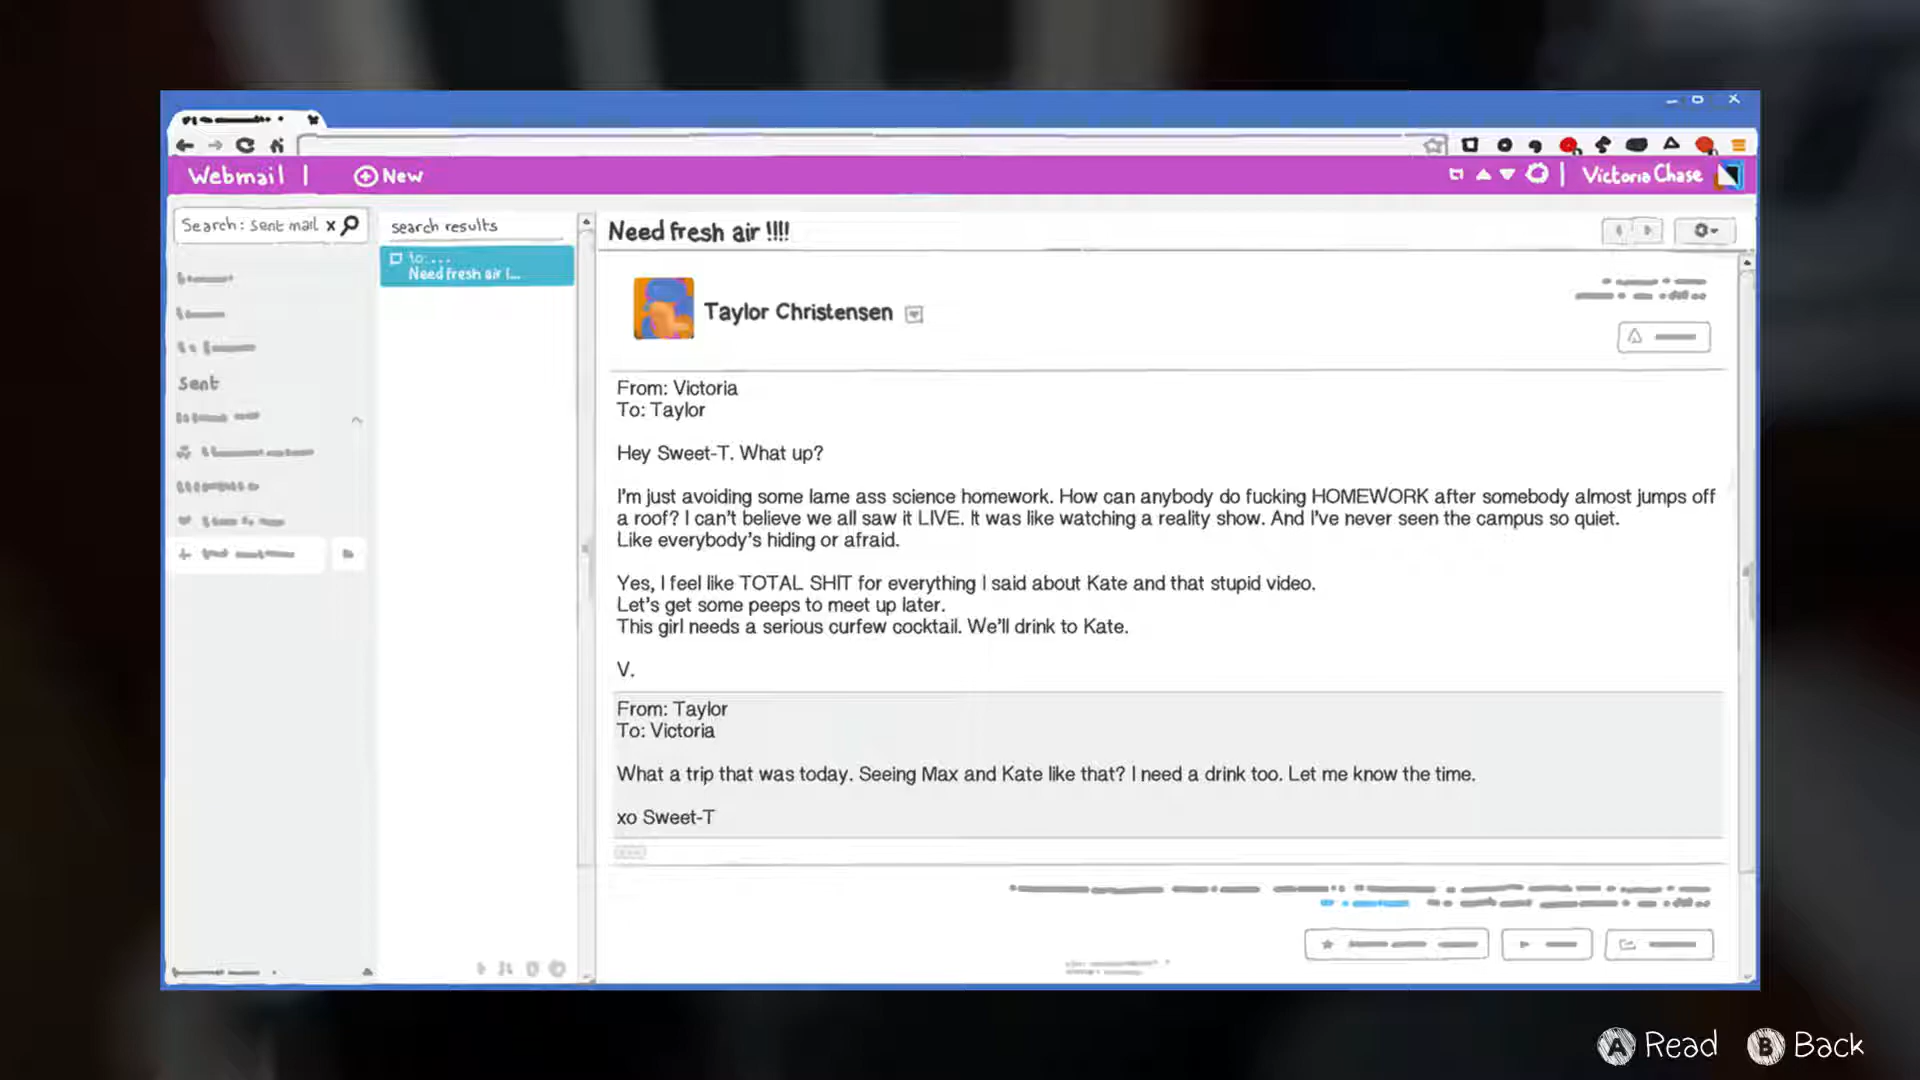 Webmail | New
Victoria Chase
Search: sent mail x
search results
to:...
Need fresh air !...
Sent
Need fresh air !!!!
Taylor Christensen
From: Victoria
To: Taylor
Hey Sweet-T. What up?
I'm just avoiding some lame ass science homework. How can anybody do fucking HOMEWORK after somebody almost jumps off
a roof? I can't believe we all saw it LIVE. It was like watching a reality show. And I've never seen the campus so quiet.
Like everybody's hiding or afraid.
Yes, I feel like TOTAL SHIT for everything I said about Kate and that stupid video.
Let's get some peeps to meet up later.
This girl needs a serious curfew cocktail. We'll drink to Kate.
V.
From: Taylor
To: Victoria
What a trip that was today. Seeing Max and Kate like that? I need a drink too. Let me know the time.
xo Sweet-T
A Read B Back